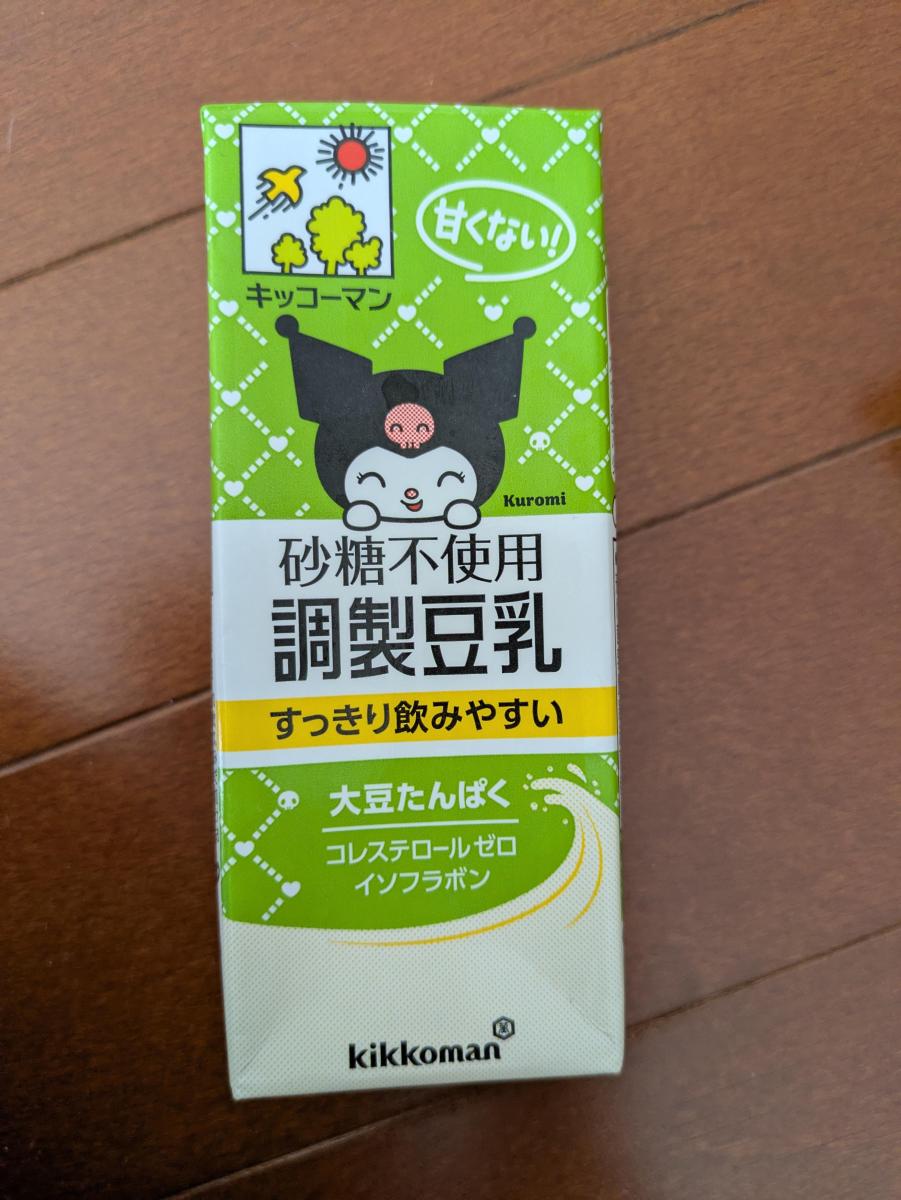 甘くない!
キッコーマン
Kuromi
砂糖不使用
調製豆乳
すっきり飲みやすい
大豆たんぱく
コレステロールゼロ
イソフラボン
kikkoman